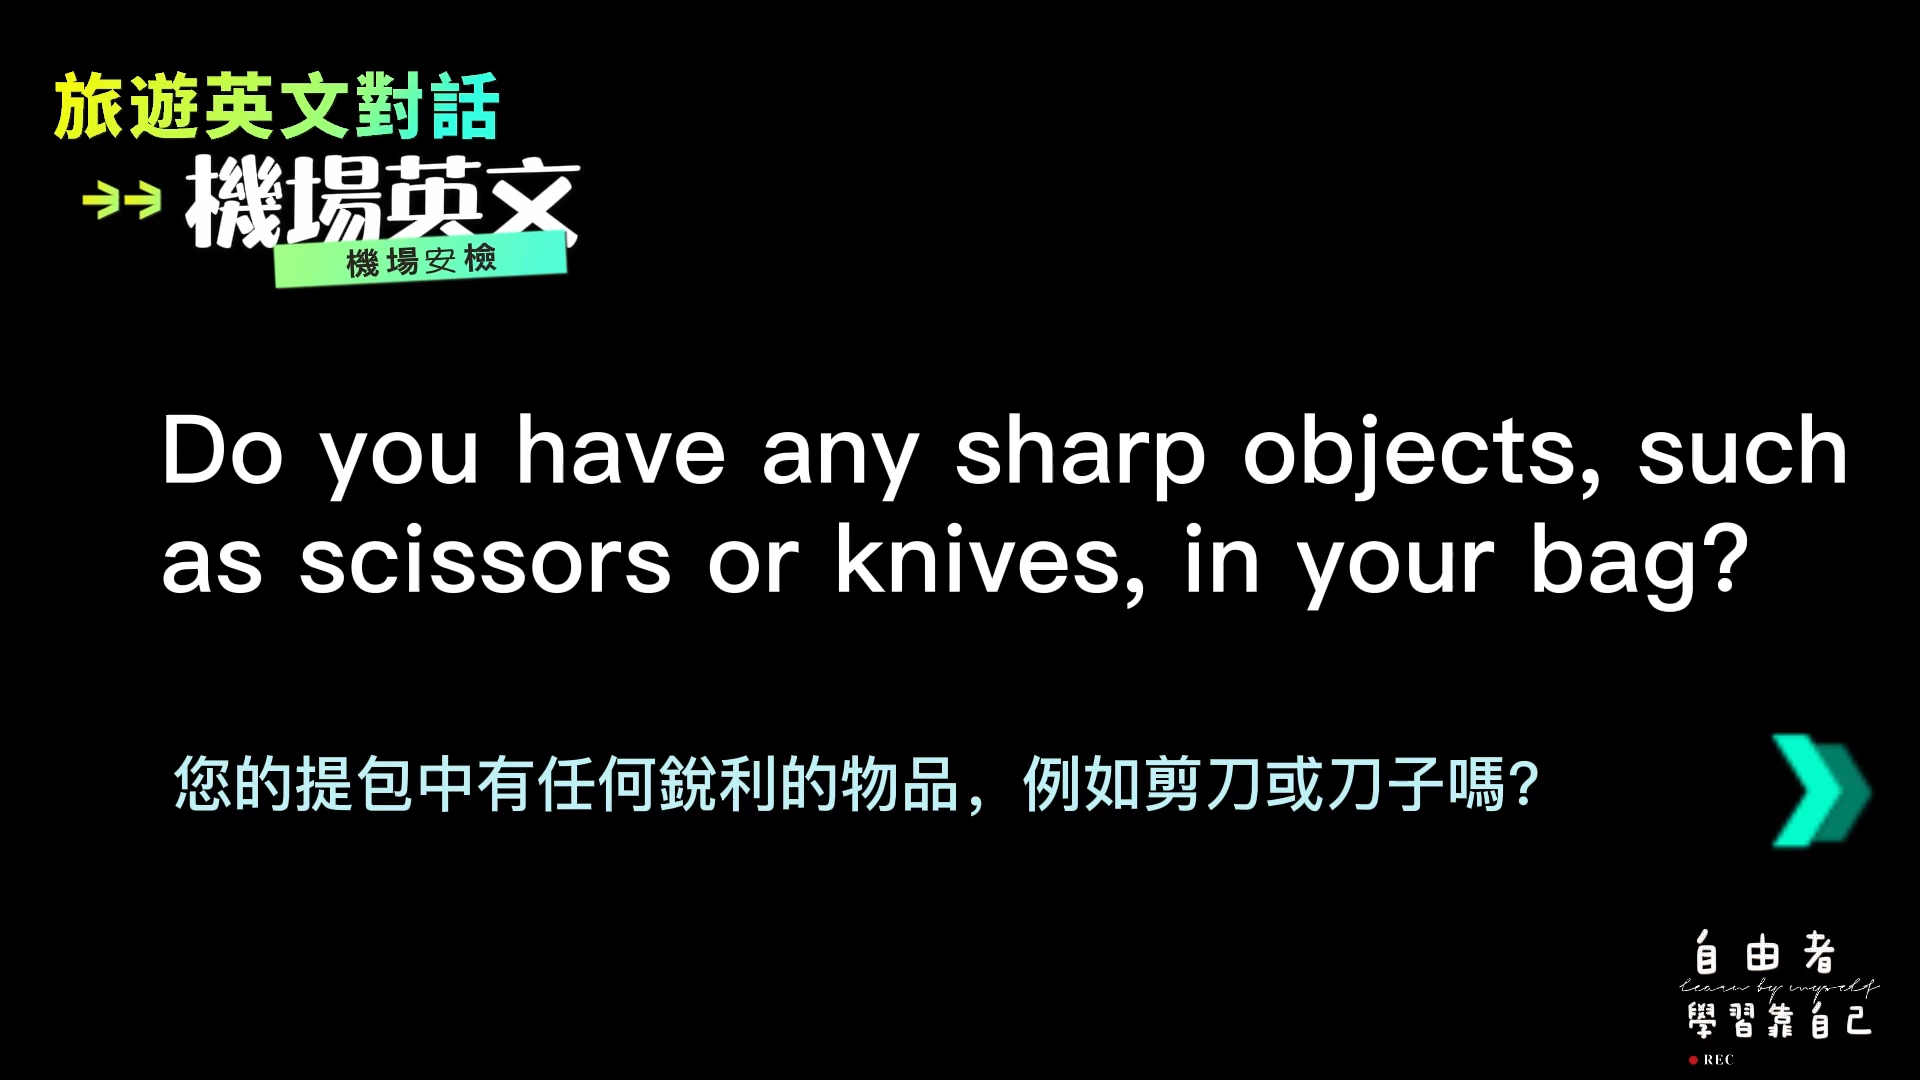 旅遊英文對話
機場英文
機場安檢
Do you have any sharp objects, such
as scissors or knives, in your bag?
您的提包中有任何銳利的物品，例如剪刀或刀子嗎?
自由者
learn by myself
學習靠自己
REC